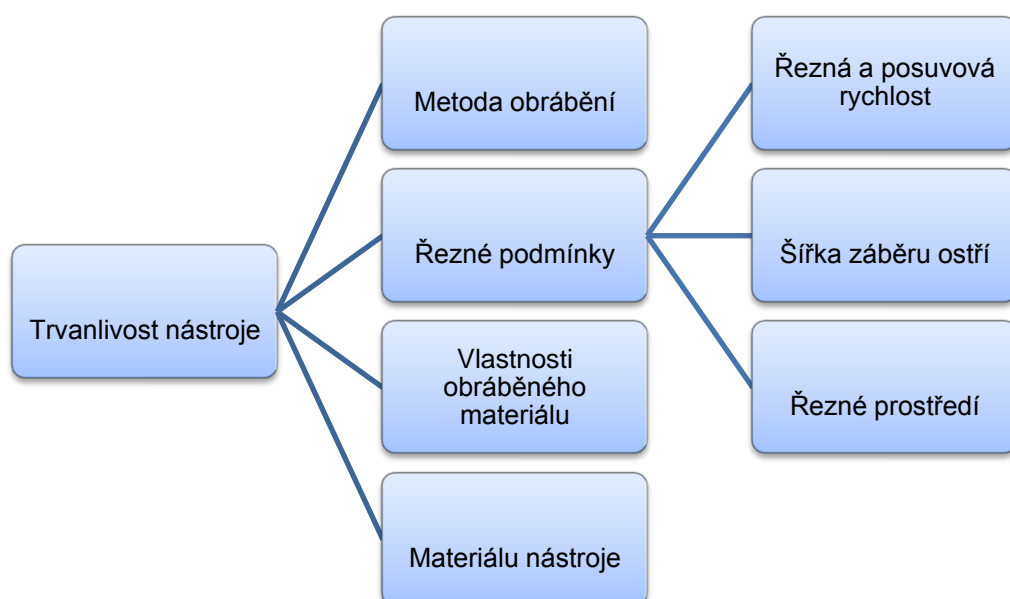 Trvanlivost nástroje
Metoda obrábění
Řezné podmínky
Vlastnosti
obráběného
materiálu
Materiálu nástroje
Řezná a posuvová
rychlost
Šířka záběru ostří
Řezné prostředí